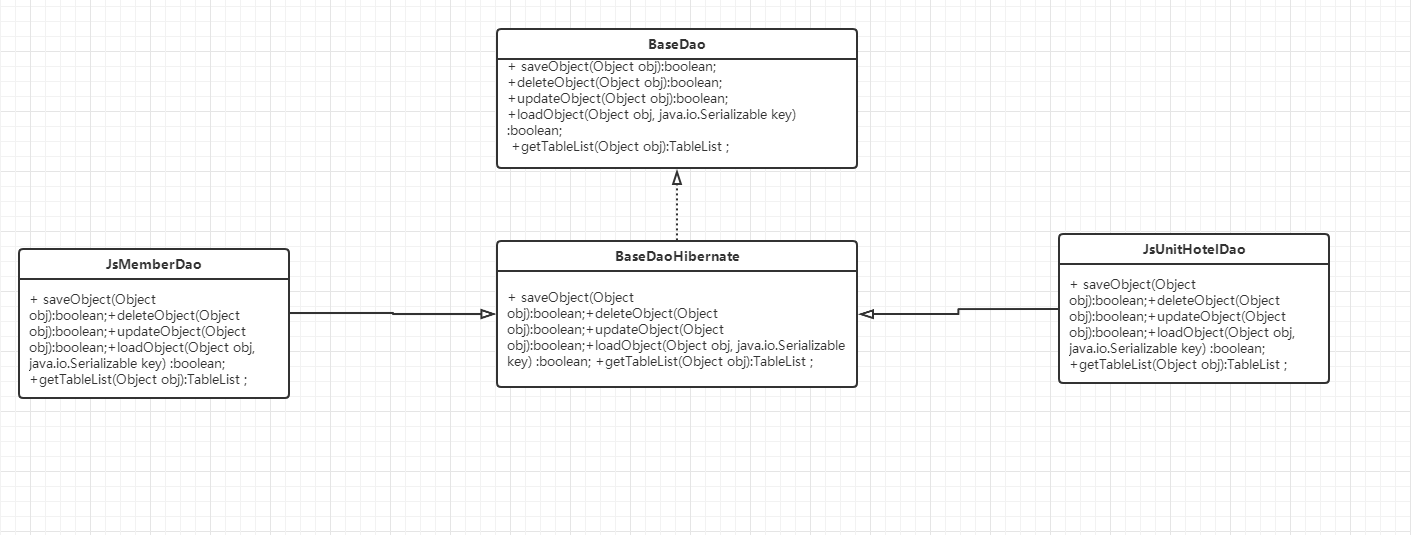 BaseDao
+ saveObject(Object obj):boolean;
+deleteObject(Object obj):boolean;
+updateObject(Object obj):boolean;
+loadObject(Object obj, java.io.Serializable key)
:boolean;
+getTableList(Object obj):TableList ;
JsMemberDao
+ saveObject(Object
obj):boolean;+deleteObject(Object
obj):boolean;+updateObject(Object
obj):boolean;+loadObject(Object obj,
java.io.Serializable key) :boolean;
+getTableList(Object obj):TableList ;
BaseDaoHibernate
+ saveObject(Object
obj):boolean;+deleteObject(Object
obj):boolean;+updateObject(Object
obj):boolean;+loadObject(Object obj, java.io.Serializable
key) :boolean; +getTableList(Object obj):TableList ;
JsUnitHotelDao
+ saveObject(Object
obj):boolean;+deleteObject(Object
obj):boolean;+updateObject(Object
obj):boolean;+loadObject(Object obj,
java.io.Serializable key) :boolean;
+getTableList(Object obj):TableList ;